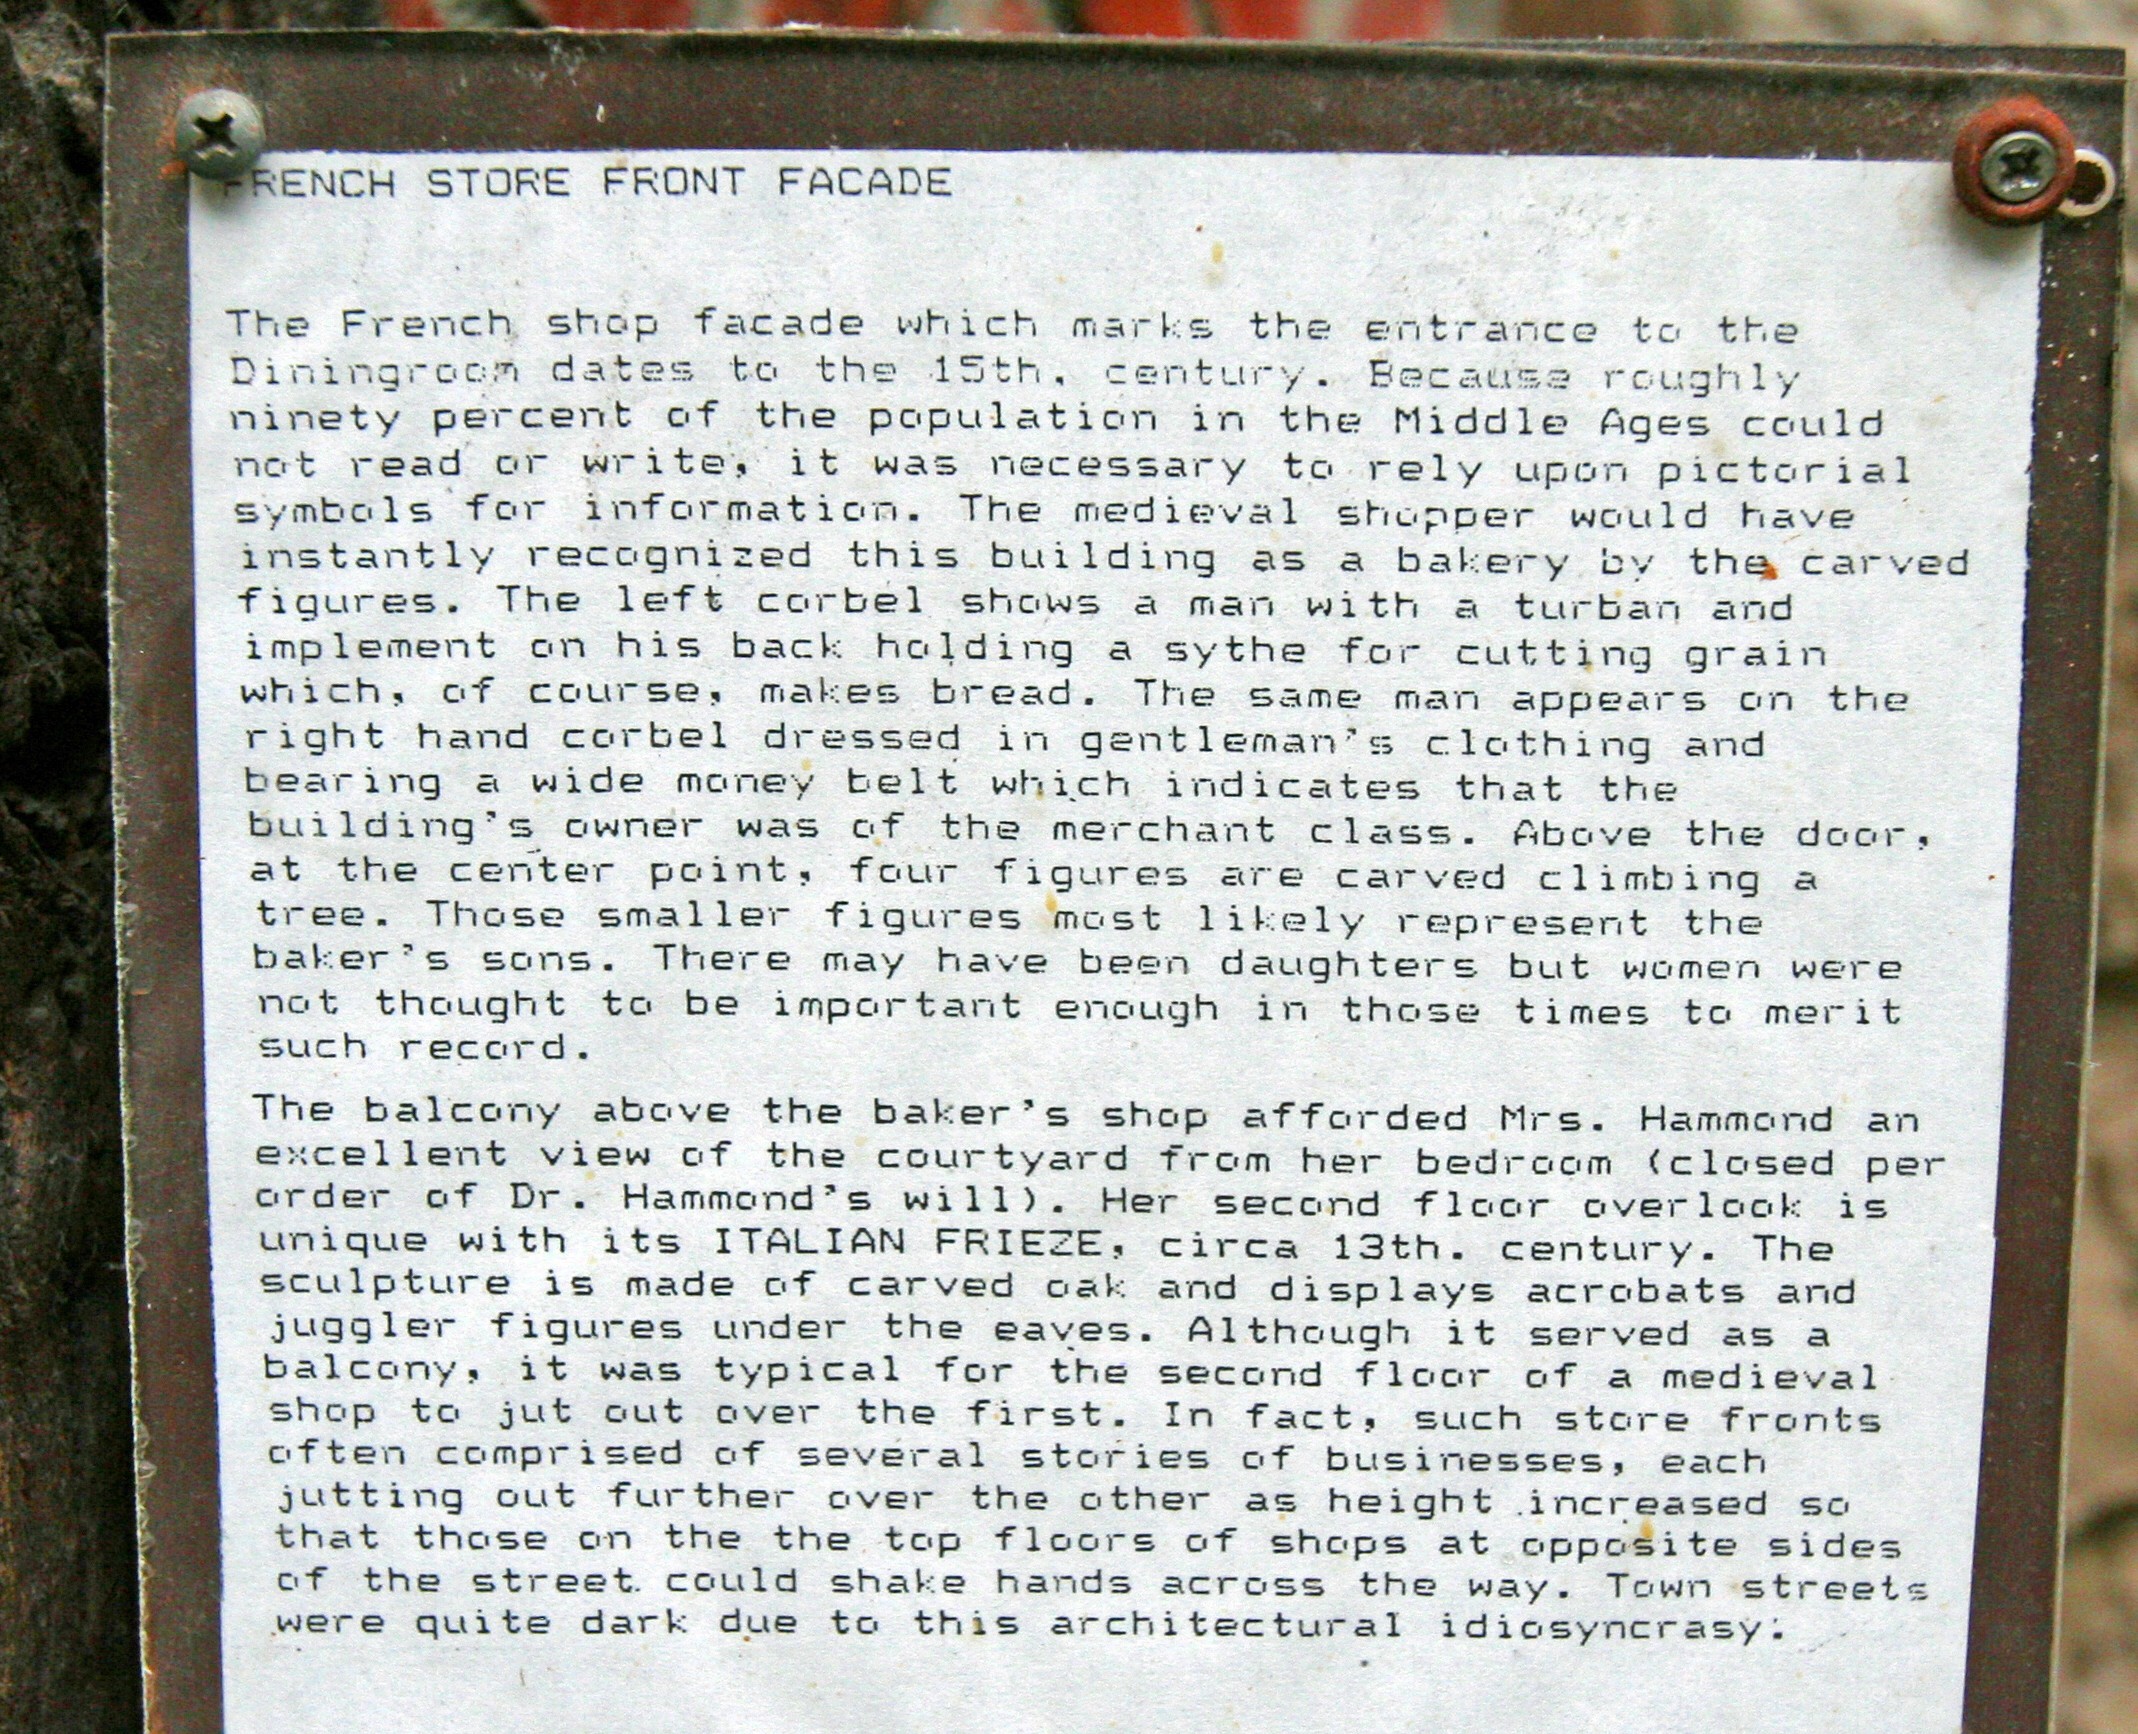 FRENCH STORE FRONT FACADE
The French shop facade which marks the entrance to the
Diningroom dates to the 15th. century. Because roughly
ninety percent of the population in the Middle Ages could
not read or write, it was necessary to rely upon pictorial
symbols for information. The medieval shopper would have
instantly recognized this building as a bakery by the carved
figures. The left corbel shows a man with a turban and
implement on his back holding a sythe for cutting grain
which, of course, makes bread. The same man appears on the
right hand corbel dressed in gentleman's clothing and
bearing a wide money belt which indicates that the
building's owner was of the merchant class. Above the door,
at the center point, four figures are carved climbing a
tree. Those smaller figures most likely represent the
baker's sons. There may have been daughters but women were
not thought to be important enough in those times to merit
such record.
The balcony above the baker's shop afforded Mrs. Hammond an
excellent view of the courtyard from her bedroom (closed per
order of Dr. Hammond's will). Her second floor overlook is
unique with its ITALIAN FRIEZE, circa 13th. century. The
sculpture is made of carved oak and displays acrobats and
juggler figures under the eaves. Although it served as a
balcony, it was typical for the second floor of a medieval
shop to jut out over the first. In fact, such store fronts
often comprised of several stories of businesses, each
jutting out further over the other as height increased so
that those on the the top floors of shops at opposite sides
of the street could shake hands across the way. Town streets
were quite dark due to this architectural idiosyncrasy.